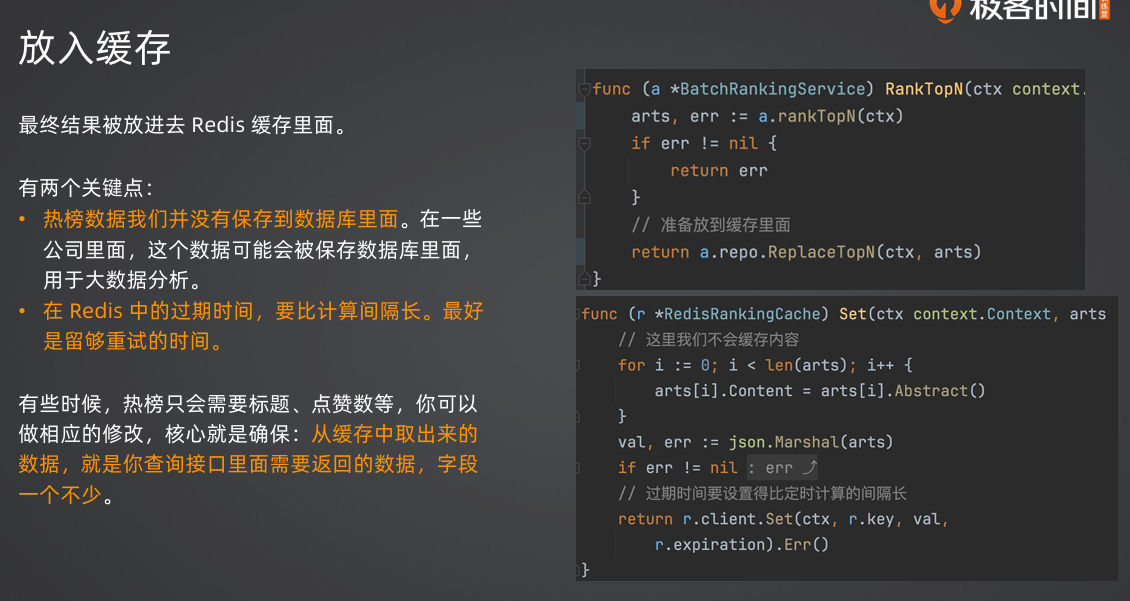 极客时间
训练营
放入缓存
最终结果被放进去 Redis 缓存里面。
有两个关键点：
• 热榜数据我们并没有保存到数据库里面。在一些
公司里面，这个数据可能会被保存数据库里面，
用于大数据分析。
• 在 Redis 中的过期时间，要比计算间隔长。最好
是留够重试的时间。
有些时候，热榜只会需要标题、点赞数等，你可以
做相应的修改，核心就是确保：从缓存中取出来的
数据，就是你查询接口里面需要返回的数据，字段
一个不少。
func (a *BatchRankingService) RankTopN(ctx context.
arts, err := a.rankTopN(ctx)
if err != nil {
return err
}
// 准备放到缓存里面
return a.repo.ReplaceTopN(ctx, arts)
}
func (r *RedisRankingCache) Set(ctx context.Context, arts
// 这里我们不会缓存内容
for i := 0; i < len(arts); i++ {
arts[i].Content = arts[i].Abstract()
}
val, err := json.Marshal(arts)
if err != nil : err ⤴
// 过期时间要设置得比定时计算的间隔长
return r.client.Set(ctx, r.key, val,
r.expiration).Err()
}